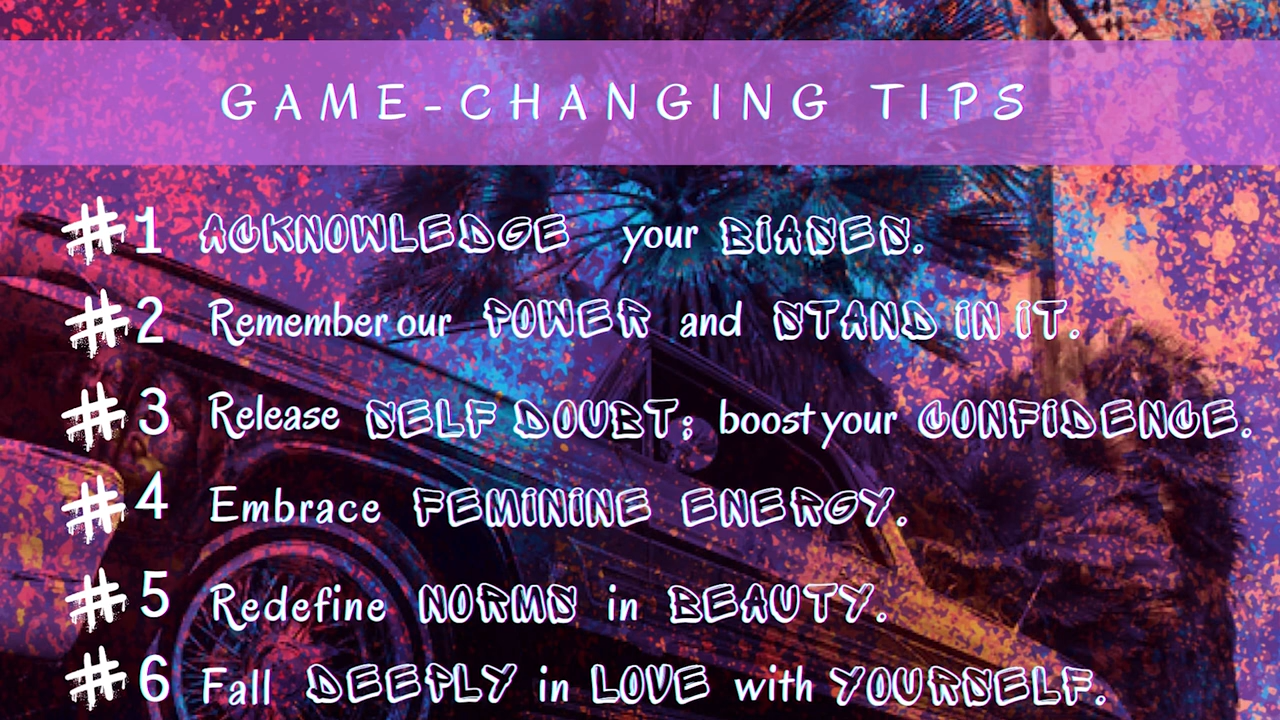 GAME-CHANGING TIPS
#1 ACKNOWLEDGE your BIASES.
#2 Remember our POWER and STAND IN IT.
#3 Release SELF DOUBT; boost your CONFIDENCE.
#4 Embrace FEMININE ENERGY.
#5 Redefine NORMS in BEAUTY.
#6 Fall DEEPLY in LOVE with YOURSELF.